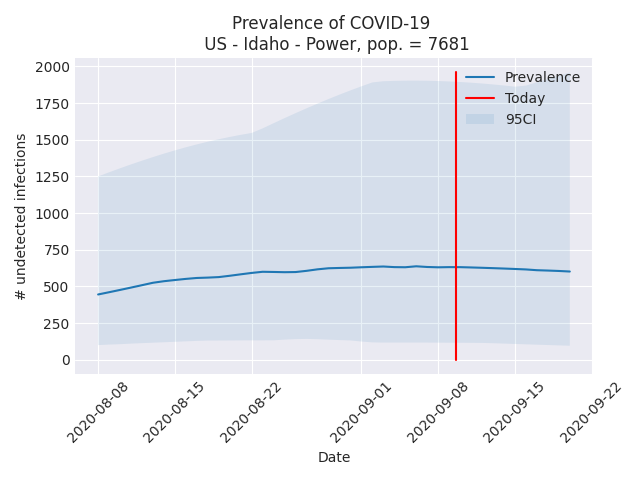 Prevalence of COVID-19
US - Idaho - Power, pop. = 7681
2000
1750
1500
1250
1000
750
500
250
0
# undetected infections
Prevalence
Today
95CI
2020-08-08
2020-08-15
2020-08-22
2020-09-01
2020-09-08
2020-09-15
2020-09-22
Date